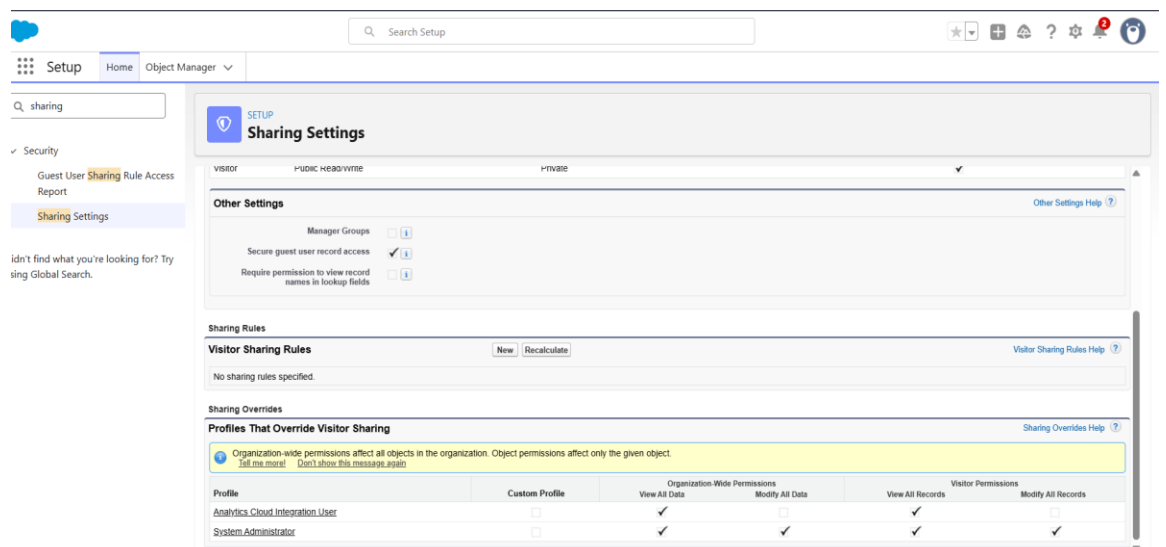 Search Setup
2
Setup Home Object Manager
sharing
SETUP
Sharing Settings
Security
Guest User Sharing Rule Access
Report
Sharing Settings
idn't find what you're looking for? Try
sing Global Search.
Visitor Public Read/Write Private
Other Settings Other Settings Help ?
Manager Groups i
Secure guest user record access i
Require permission to view record
names in lookup fields i
Sharing Rules
Visitor Sharing Rules New Recalculate Visitor Sharing Rules Help ?
No sharing rules specified.
Sharing Overrides
Profiles That Override Visitor Sharing Sharing Overrides Help ?
Organization-wide permissions affect all objects in the organization. Object permissions affect only the given object.
Tell me more! Don't show this message again
Organization-Wide Permissions Visitor Permissions
Profile Custom Profile View All Data Modify All Data View All Records Modify All Records
Analytics Cloud Integration User
System Administrator